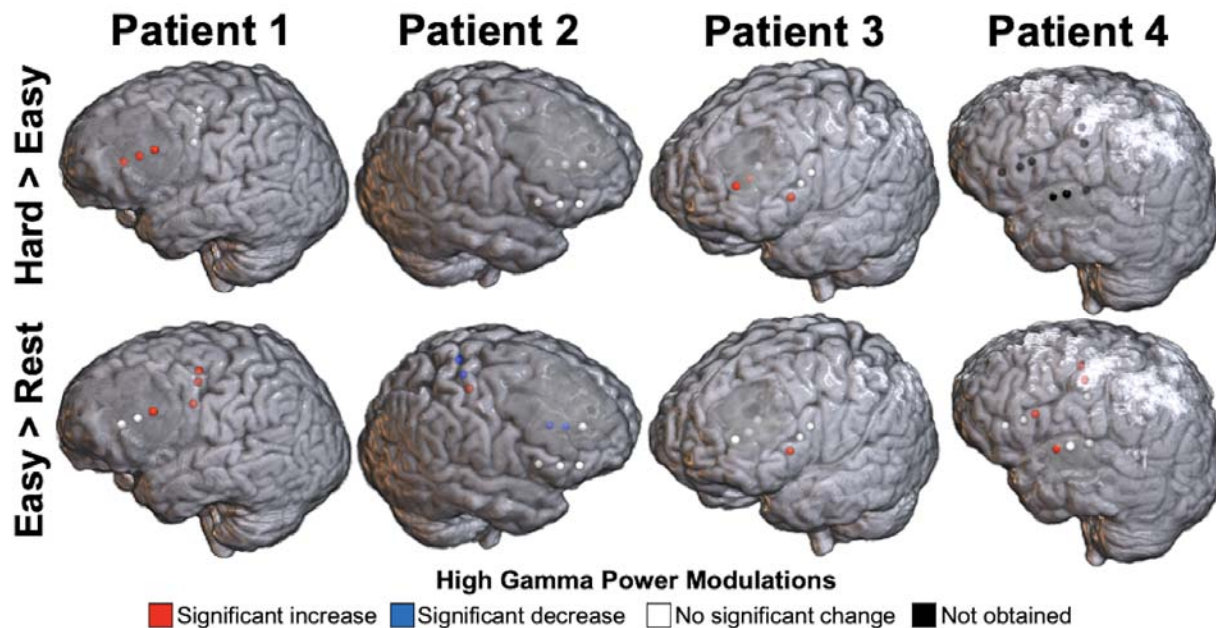 Patient 1 Patient 2 Patient 3 Patient 4
Hard > Easy
Easy > Rest
High Gamma Power Modulations
Significant increase Significant decrease No significant change Not obtained